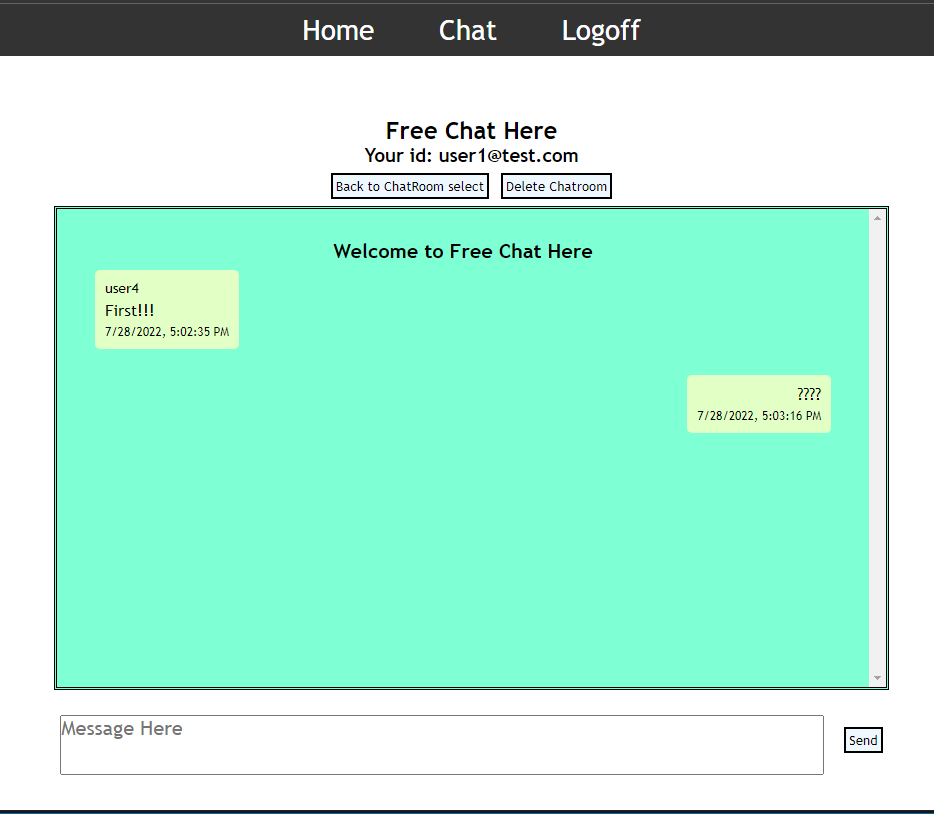 Home Chat Logoff
Free Chat Here
Your id: user1@test.com
Back to ChatRoom select Delete Chatroom
Welcome to Free Chat Here
user4
First!!!
7/28/2022, 5:02:35 PM
????
7/28/2022, 5:03:16 PM
Message Here
Send